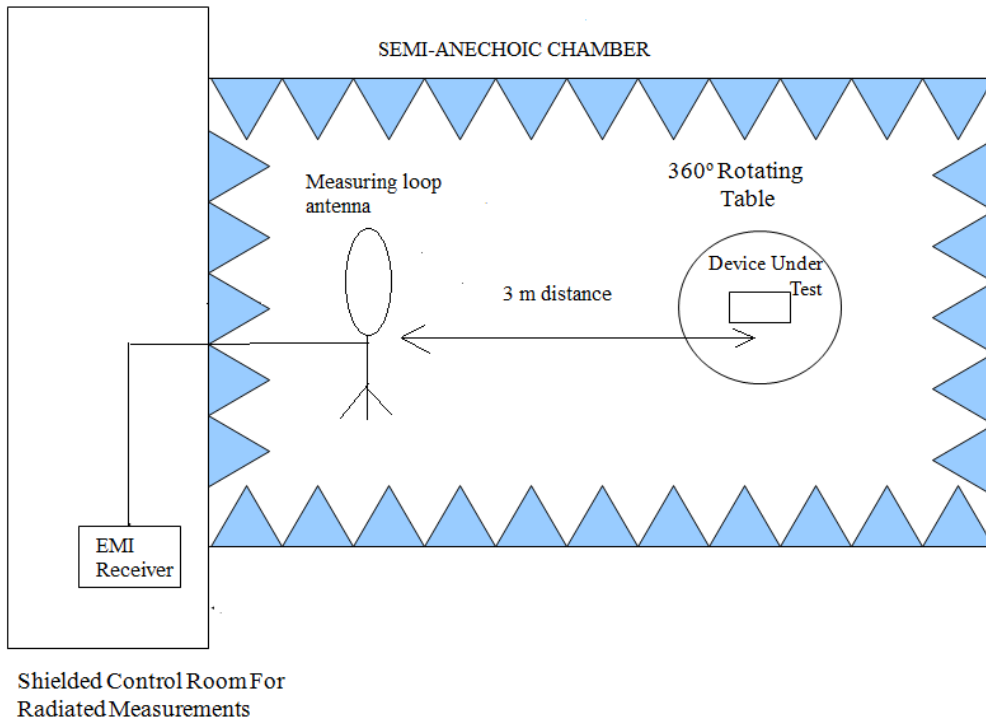 SEMI-ANECHOIC CHAMBER
Measuring loop
antenna
360º Rotating
Table
Device Under
Test
3 m distance
EMI
Receiver
Shielded Control Room For
Radiated Measurements